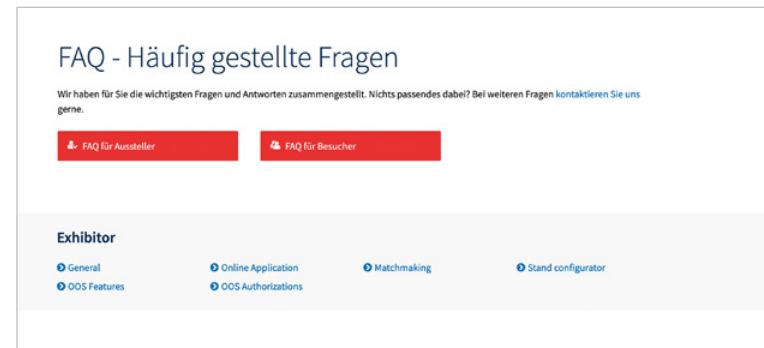 FAQ - Häufig gestellte Fragen
Wir haben für Sie die wichtigsten Fragen und Antworten zusammengestellt. Nichts passendes dabei? Bei weiteren Fragen kontaktieren Sie uns
gerne.
FAQ für Aussteller
FAQ für Besucher
Exhibitor
General
Online Application
Matchmaking
Stand configurator
OOS Features
OOS Authorizations